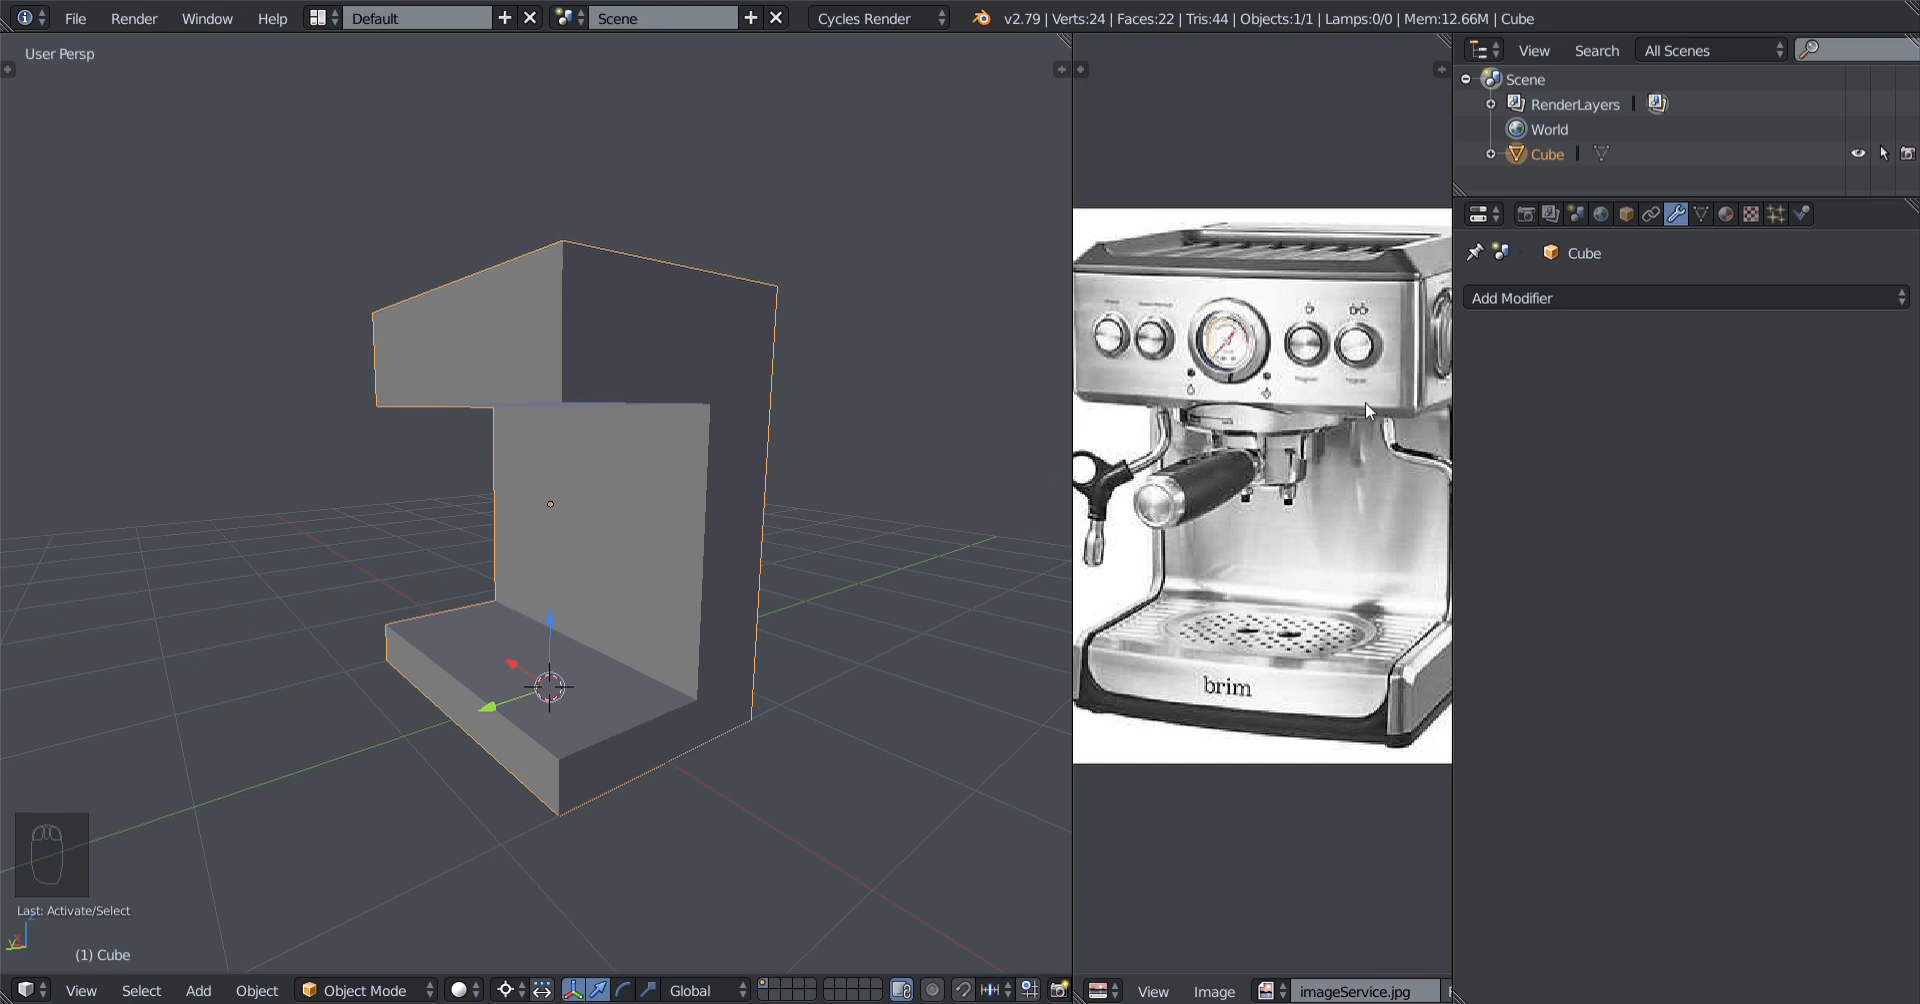 File Render Window Help Default Scene Cycles Render v2.79 | Verts:24 | Faces:22 | Tris:44 | Objects:1/1 | Lamps:0/0 | Mem:12.66M | Cube
User Persp
View Search All Scenes
Scene
RenderLayers
World
Cube
Cube
Add Modifier
brim
Last: Activate/Select
(1) Cube
View Select Add Object Object Mode Global
View Image imageService.jpg